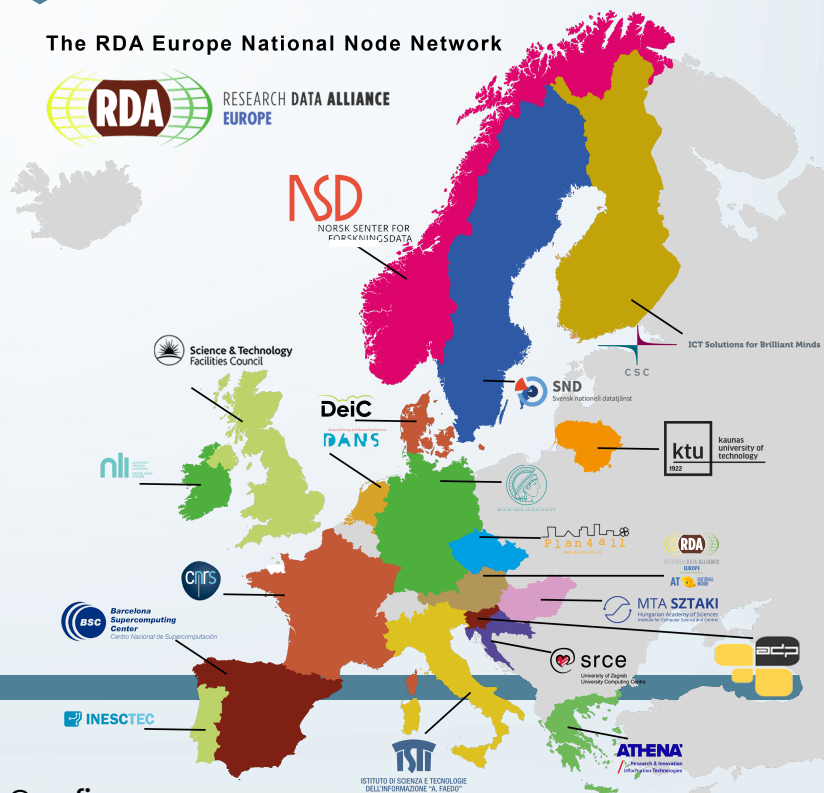 The RDA Europe National Node Network
RDA
RESEARCH DATA ALLIANCE
EUROPE
NSD
NORSK SENTER FOR
FORSKNINGSDATA
Science & Technology
Facilities Council
ICT Solutions for Brilliant Minds
CSC
SND
Svensk nationell datatjänst
DeiC
DANS
ktu
1922
kaunas
university of
technology
nli
Plan4all
RDA
RESEARCH DATA ALLIANCE
EUROPE
AT
NATIONAL
NODE
cnrs
MTA SZTAKI
Hungarian Academy of Sciences
Institute for Computer Science and Control
BSC
Barcelona
Supercomputing
Center
Centro Nacional de Supercomputación
adp
srce
University of Zagreb
University Computing Centre
INESCTEC
ATHENA
Research & Innovation
Information Technologies
ISTI
ISTITUTO DI SCIENZA E TECNOLOGIE
DELL'INFORMAZIONE "A. FAEDO"